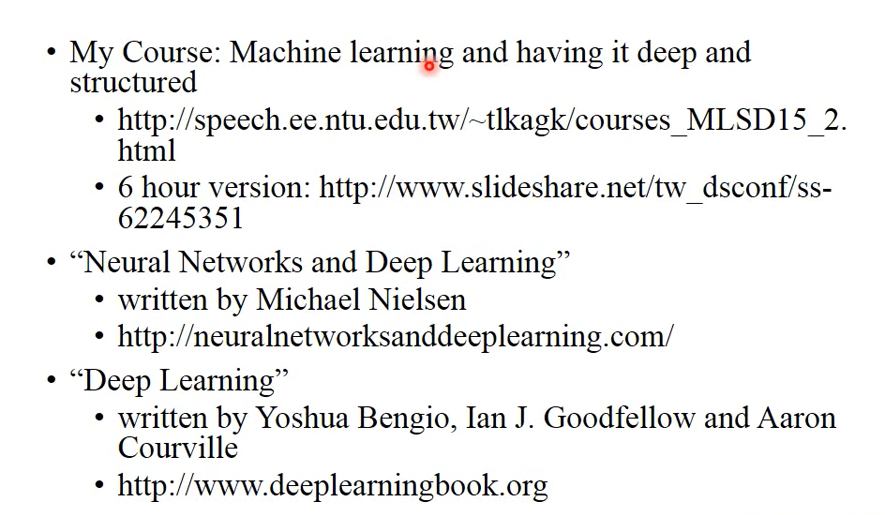 • My Course: Machine learning and having it deep and
structured
• http://speech.ee.ntu.edu.tw/~tlkagk/courses_MLSD15_2.
html
• 6 hour version: http://www.slideshare.net/tw_dsconf/ss-
62245351
• “Neural Networks and Deep Learning”
• written by Michael Nielsen
• http://neuralnetworksanddeeplearning.com/
• “Deep Learning”
• written by Yoshua Bengio, Ian J. Goodfellow and Aaron
Courville
• http://www.deeplearningbook.org